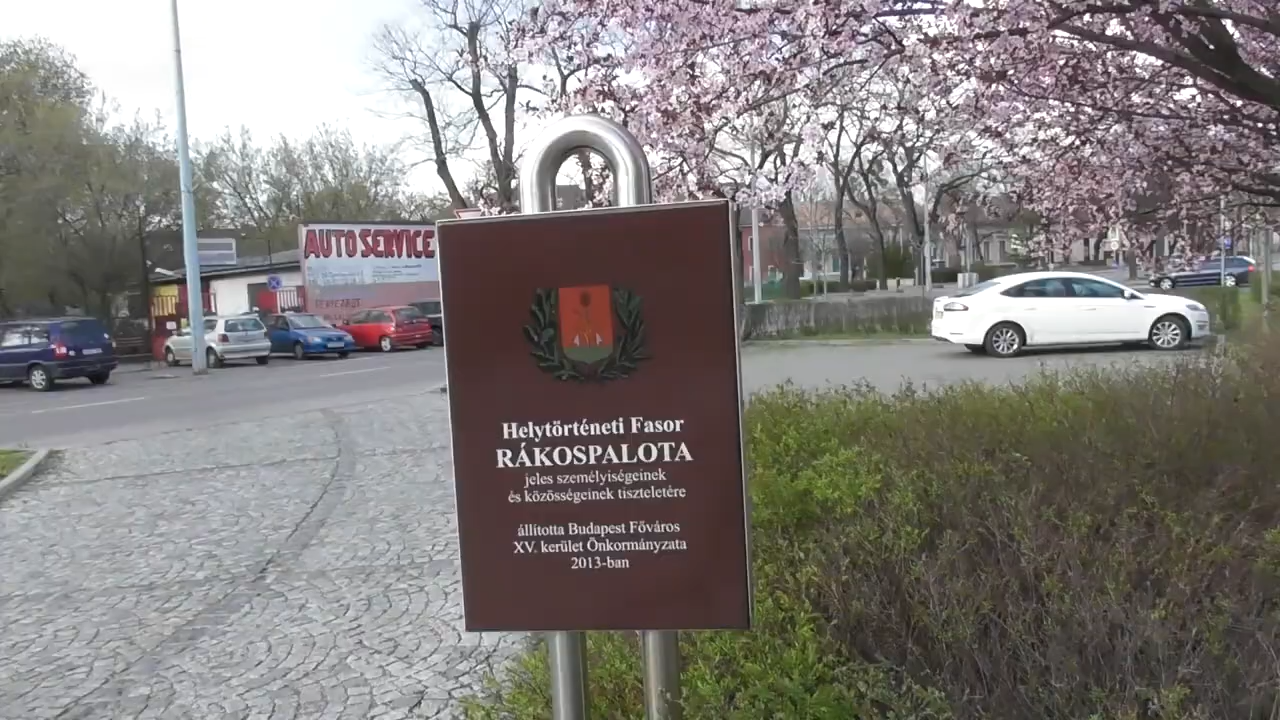 AUTO SERVICE
Helytörténeti Fasor
RÁKOSPALOTA
jeles személyiségeinek
és közösségeinek tiszteletére
állította Budapest Főváros
XV. kerület Önkormányzata
2013-ban